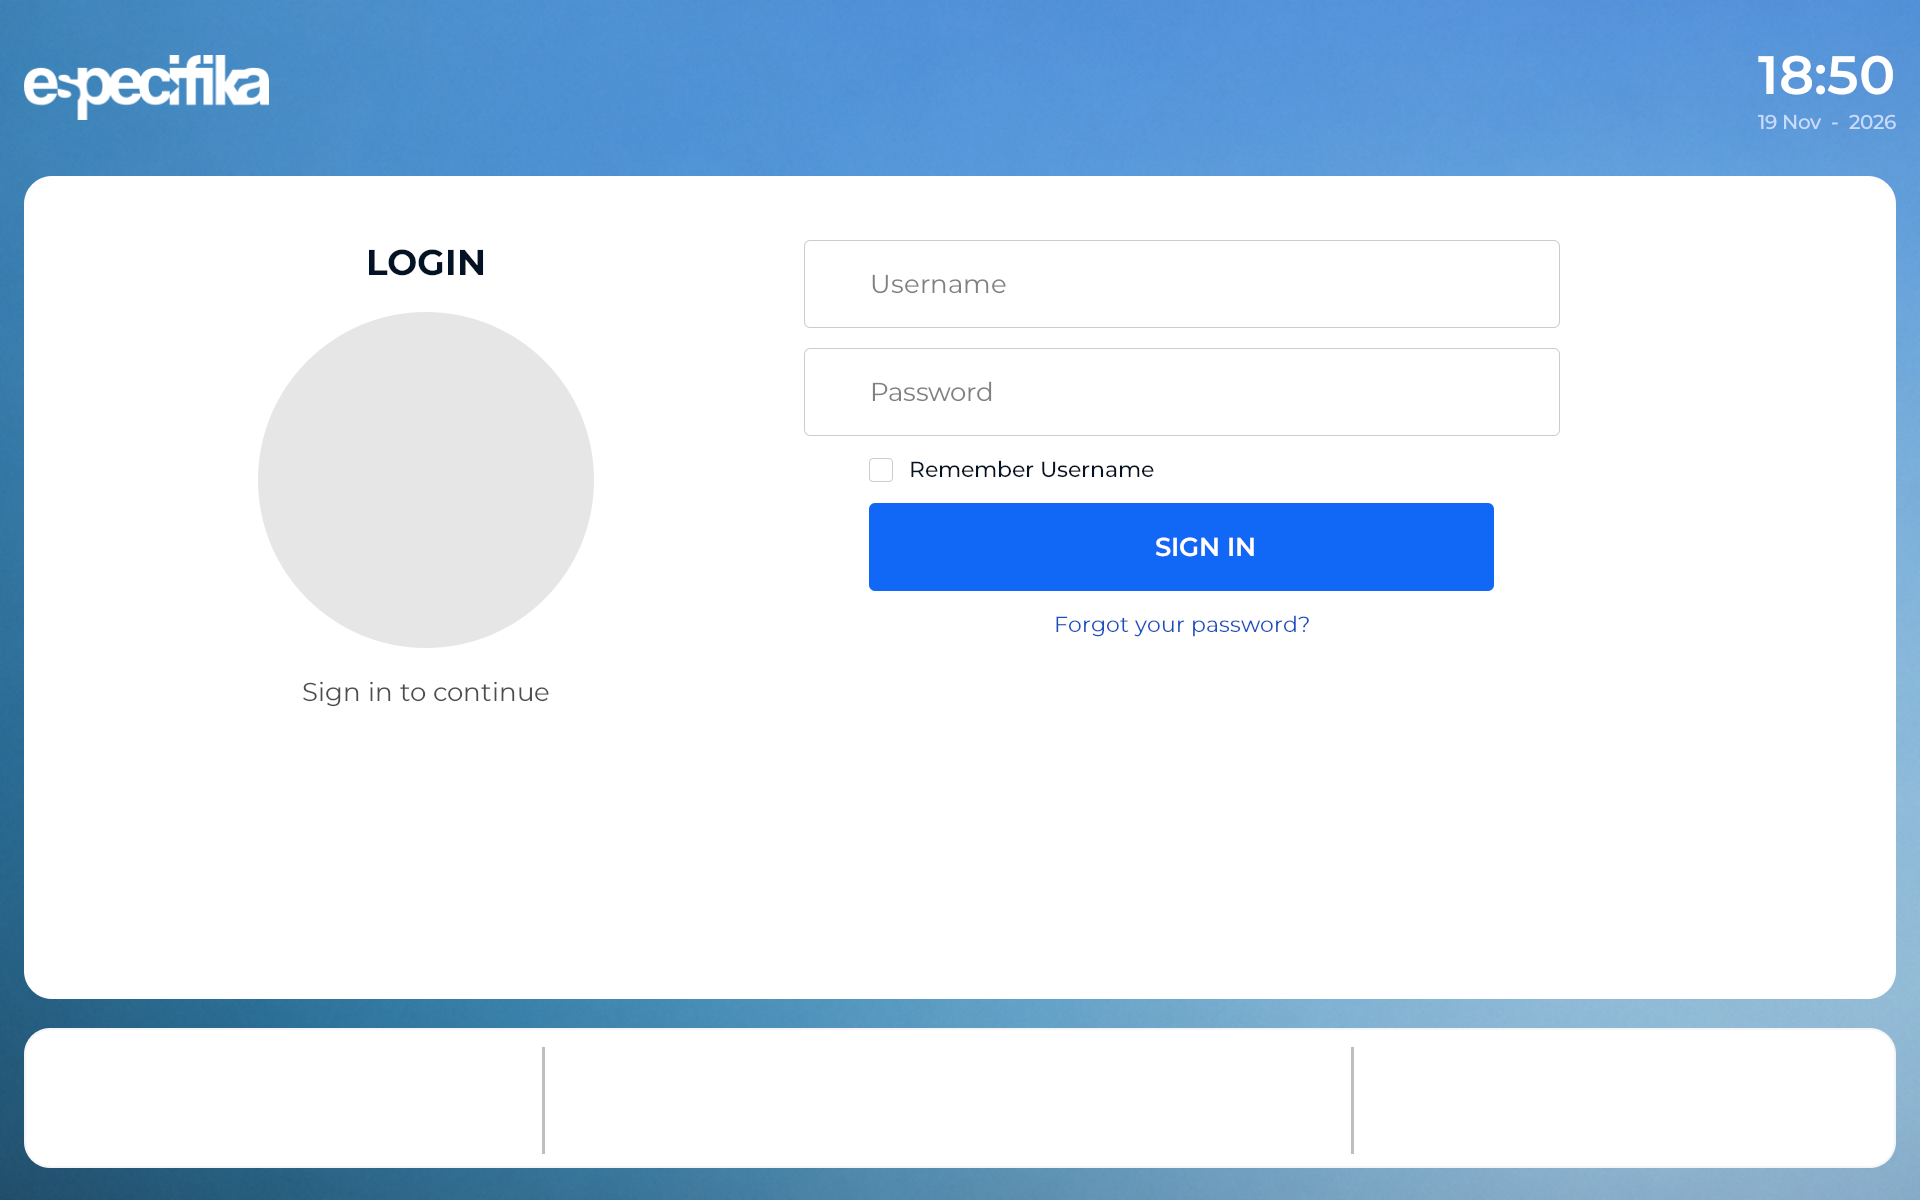 especifika
18:50
19 Nov - 2026
LOGIN
Sign in to continue
Username
Password
Remember Username
SIGN IN
Forgot your password?